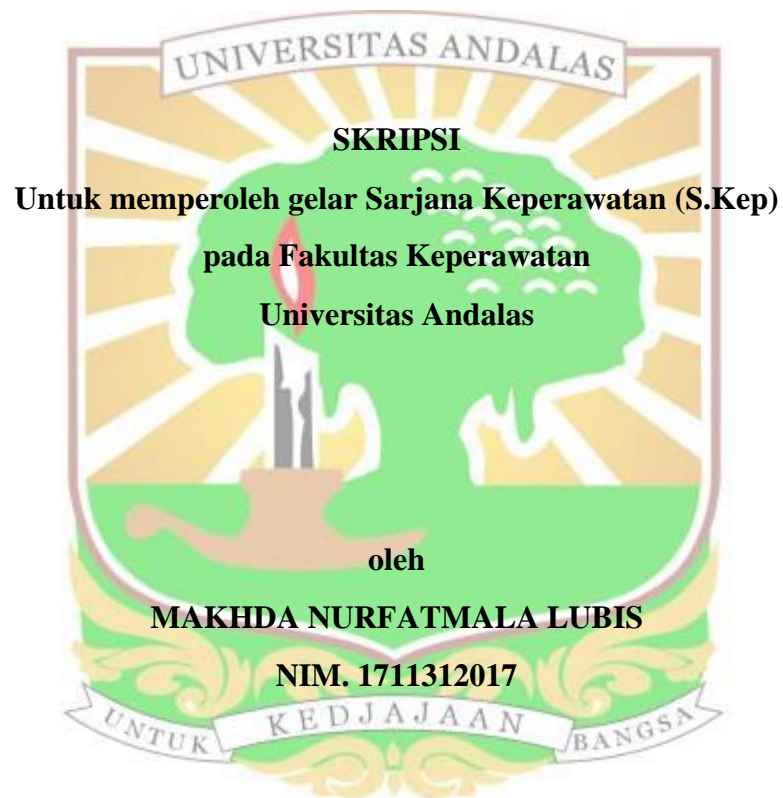 UNIVERSITAS ANDALAS
SKRIPSI
Untuk memperoleh gelar Sarjana Keperawatan (S.Kep)
pada Fakultas Keperawatan
Universitas Andalas
oleh
MAKHDA NURFATMALA LUBIS
NIM. 1711312017
UNTUK KEDJAJAAN BANGSA